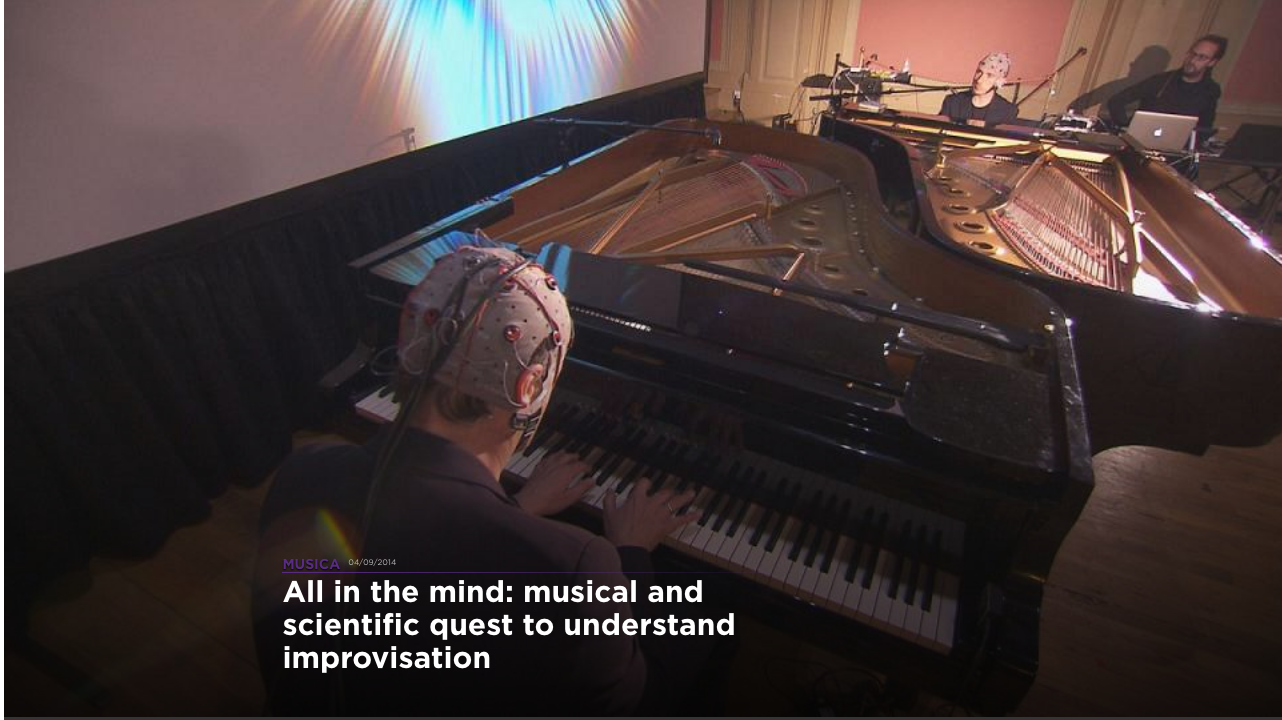 MUSICA 04/09/2014
All in the mind: musical and
scientific quest to understand
improvisation